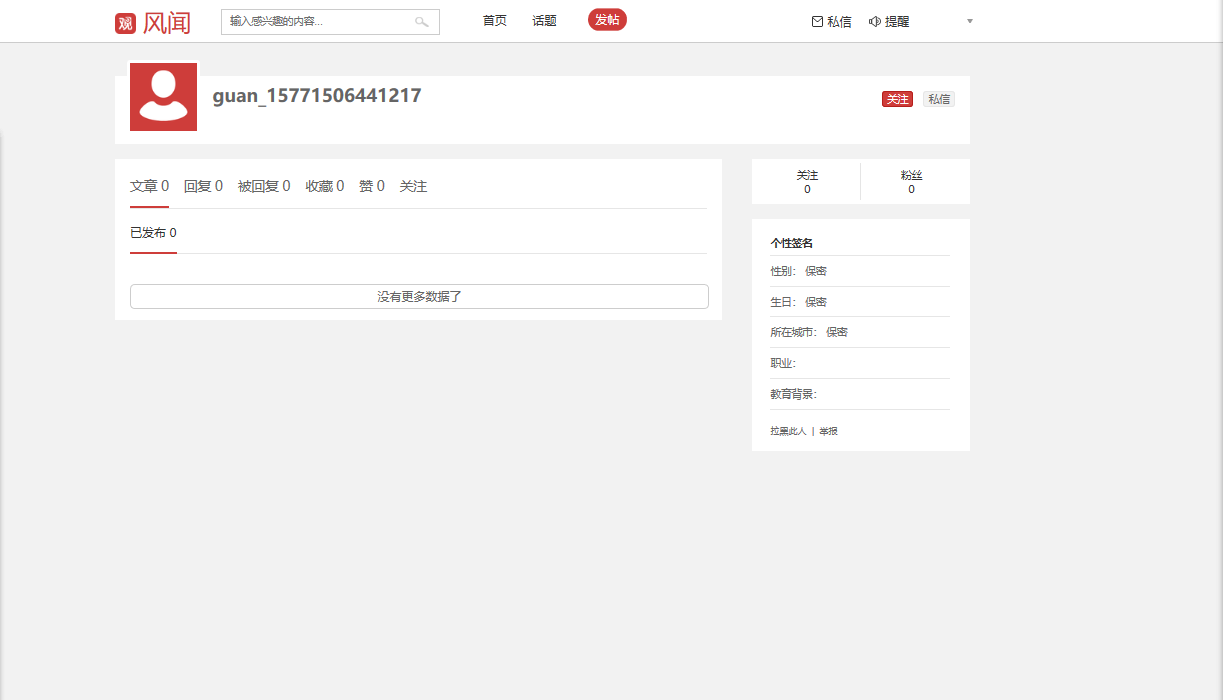 观 风闻 输入感兴趣的内容... 首页 话题 发帖 私信 提醒
guan_15771506441217 关注 私信
文章 0 回复 0 被回复 0 收藏 0 赞 0 关注
已发布 0
没有更多数据了
关注 粉丝
0 0
个性签名
性别： 保密
生日： 保密
所在城市： 保密
职业：
教育背景：
拉黑此人 | 举报